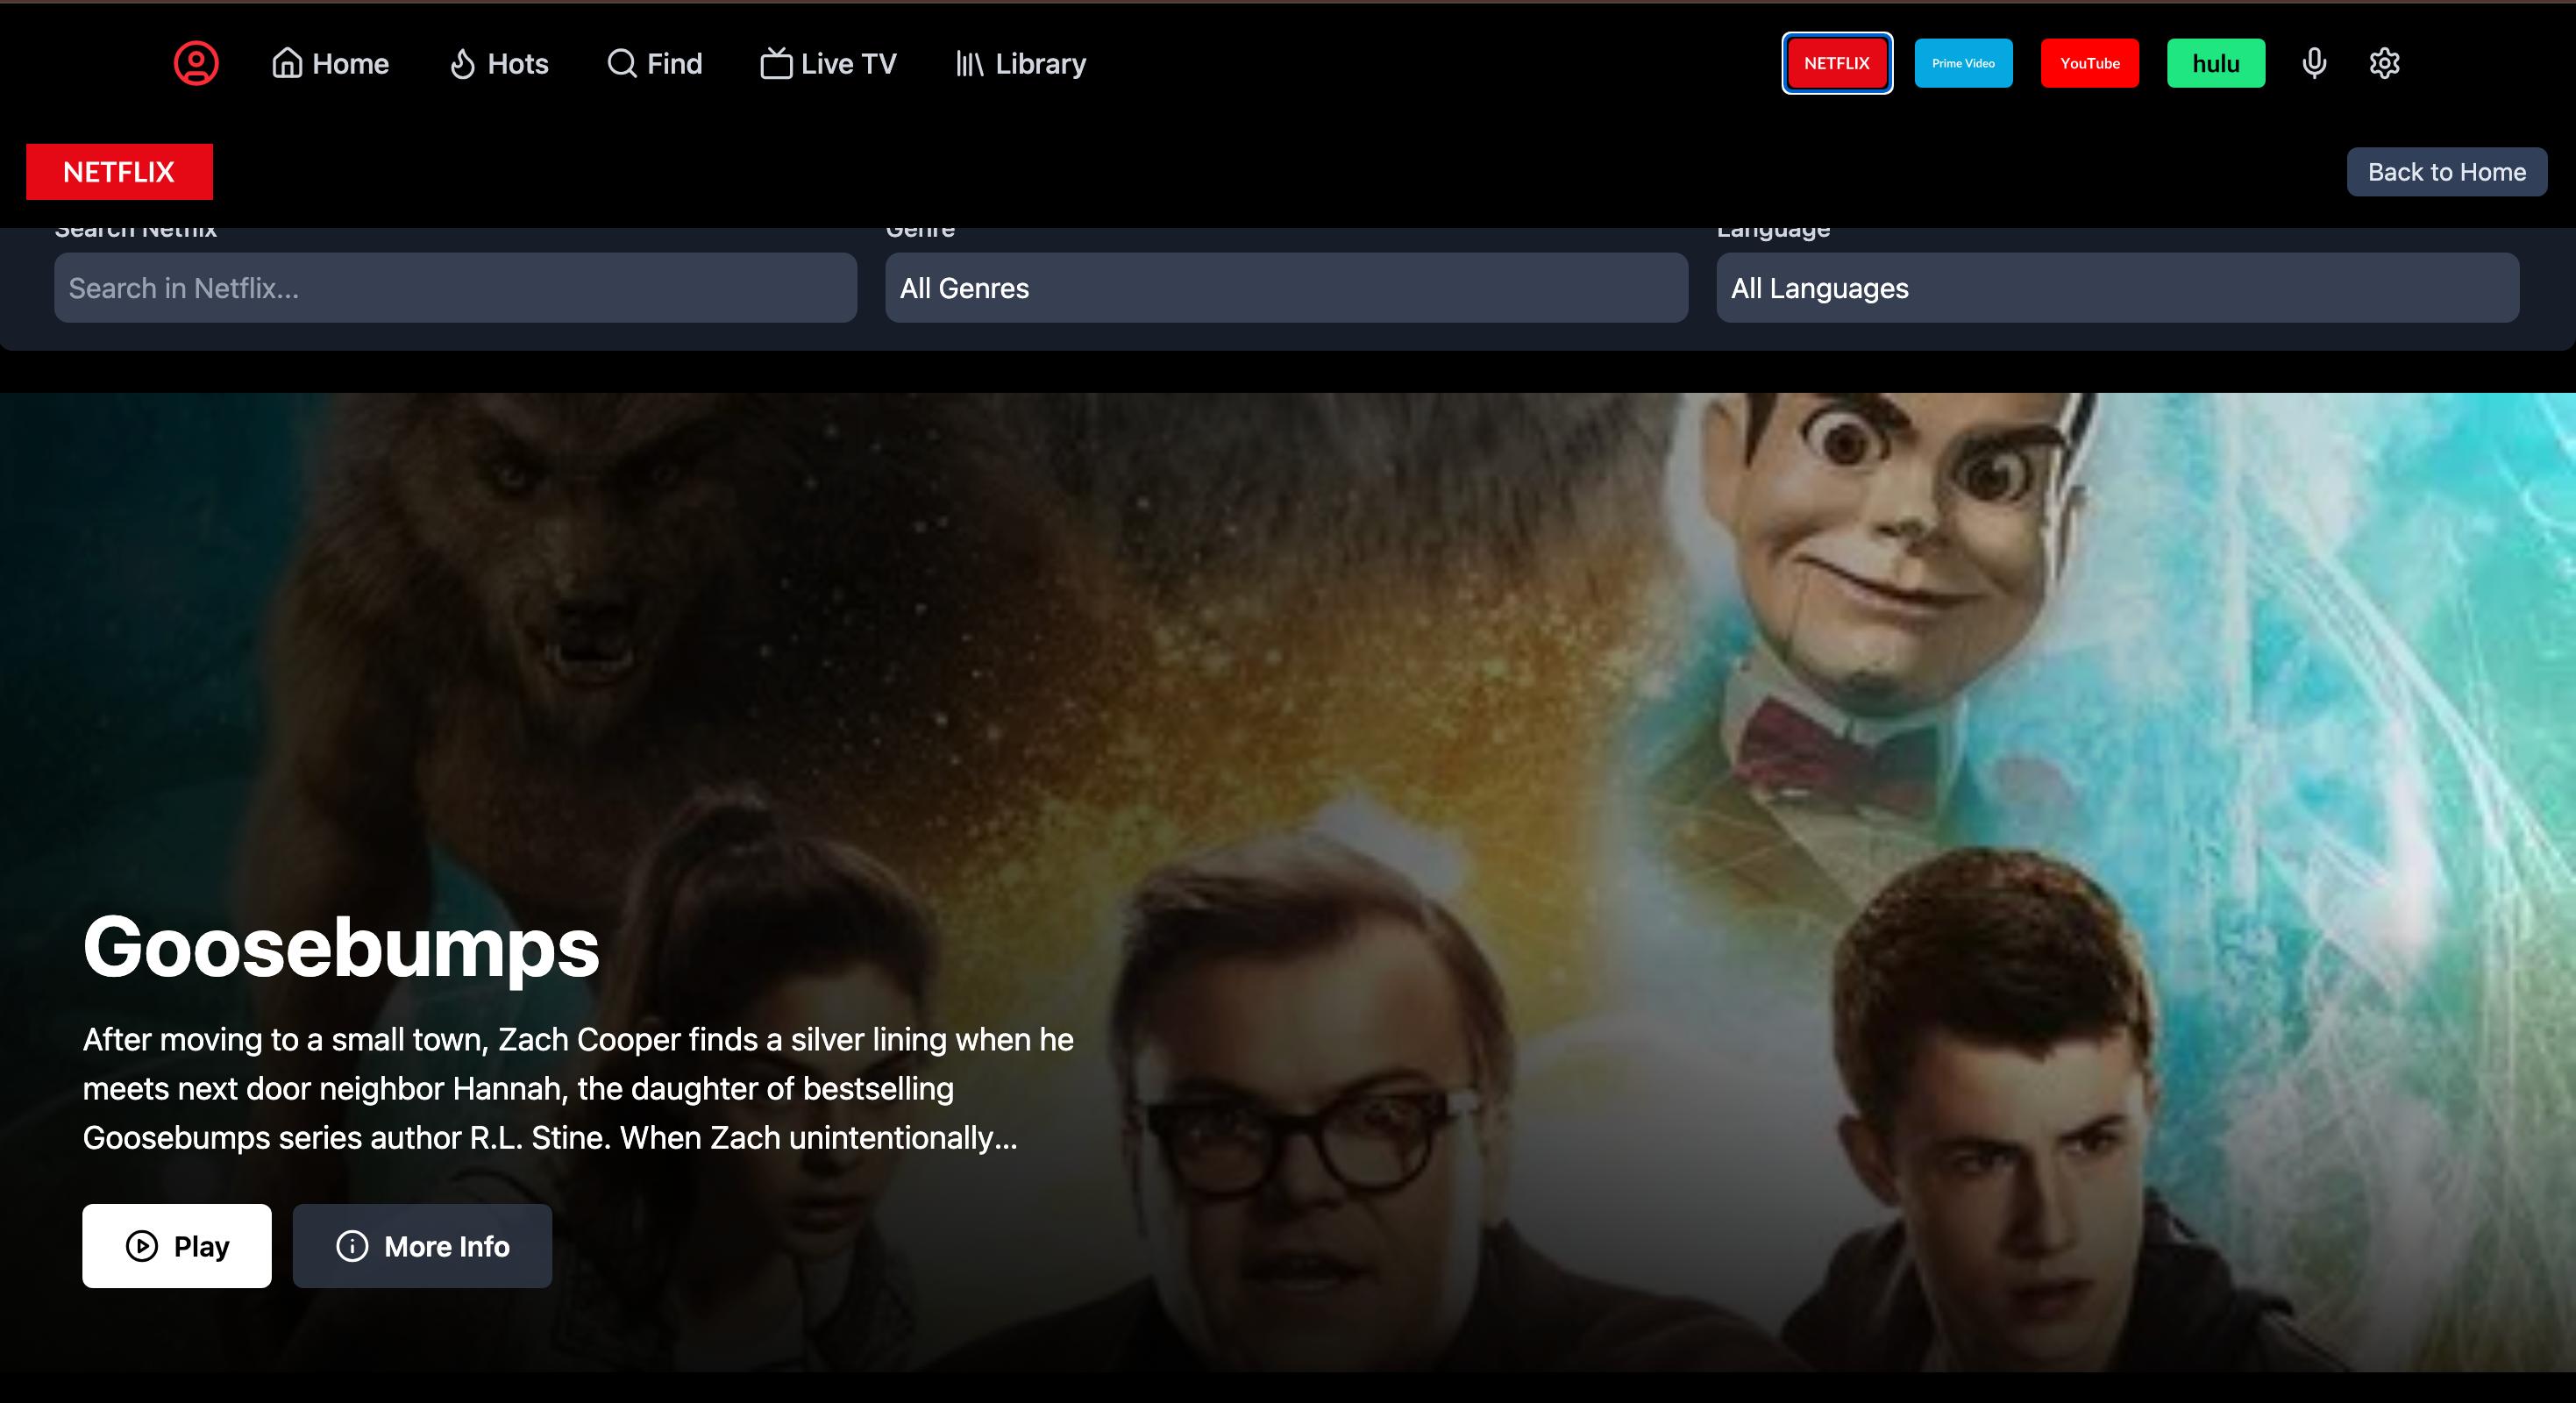 Home
Hots
Find
Live TV
Library
NETFLIX
Prime Video
YouTube
hulu
NETFLIX
Back to Home
Search Netflix
Genre
Language
Search in Netflix...
All Genres
All Languages
Goosebumps
After moving to a small town, Zach Cooper finds a silver lining when he
meets next door neighbor Hannah, the daughter of bestselling
Goosebumps series author R.L. Stine. When Zach unintentionally...
Play
More Info